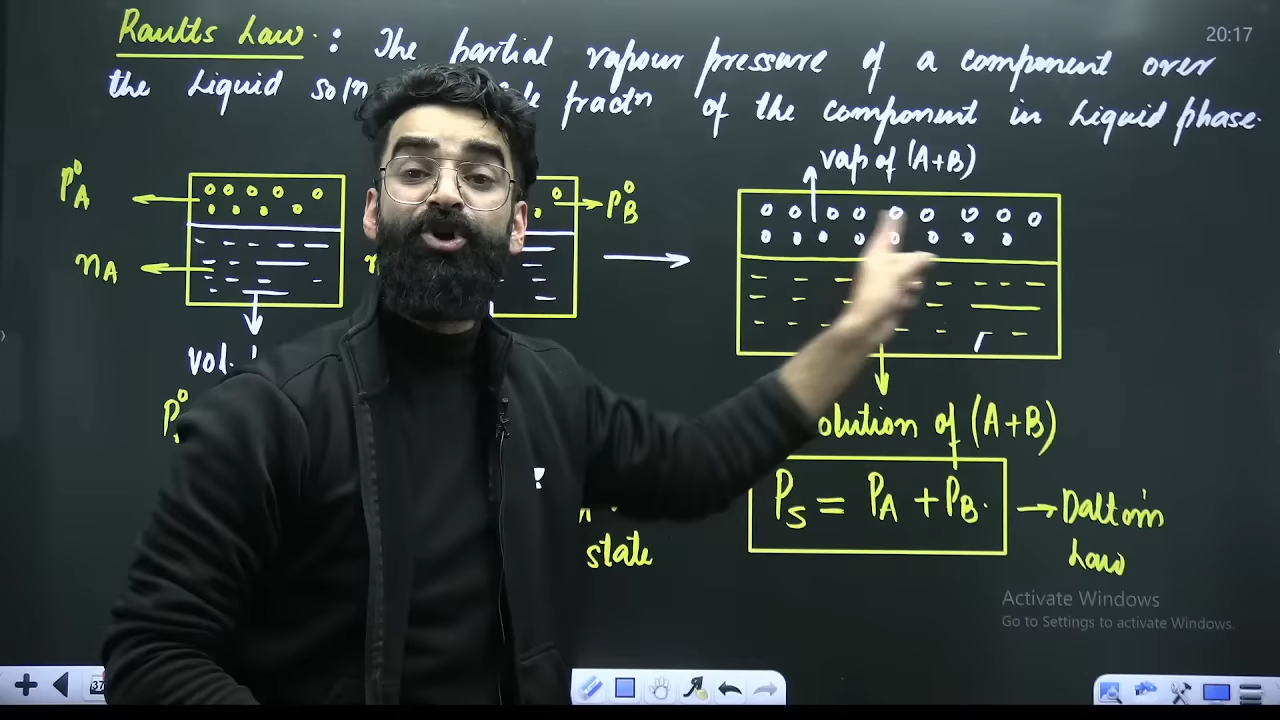 Raults Law. : The partial vapour pressure of a component over
the Liquid soln fractn of the component in Liquid phase.
20:17
vap of (A+B)
P°A
P°B
nA
vol.
olution of (A+B)
Ps = PA + PB.
Dalton's
Law
state
Activate Windows
Go to Settings to activate Windows.
37